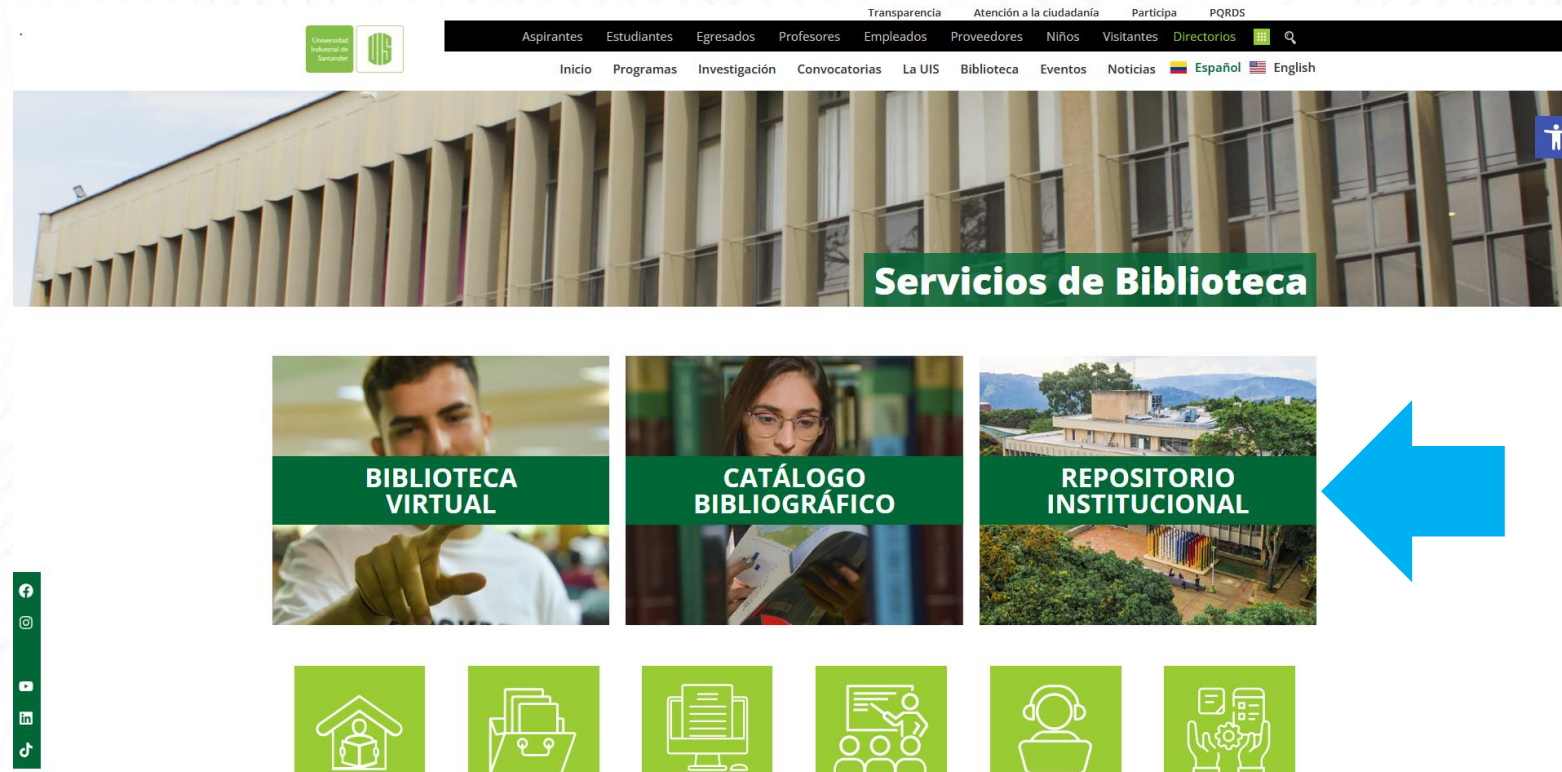 Transparencia Atención a la ciudadanía Participa PQRDS
Universidad
Industrial de
Santander
UIS
Aspirantes Estudiantes Egresados Profesores Empleados Proveedores Niños Visitantes Directorios
Inicio Programas Investigación Convocatorias La UIS Biblioteca Eventos Noticias Español English
Servicios de Biblioteca
BIBLIOTECA
VIRTUAL
CATÁLOGO
BIBLIOGRÁFICO
REPOSITORIO
INSTITUCIONAL